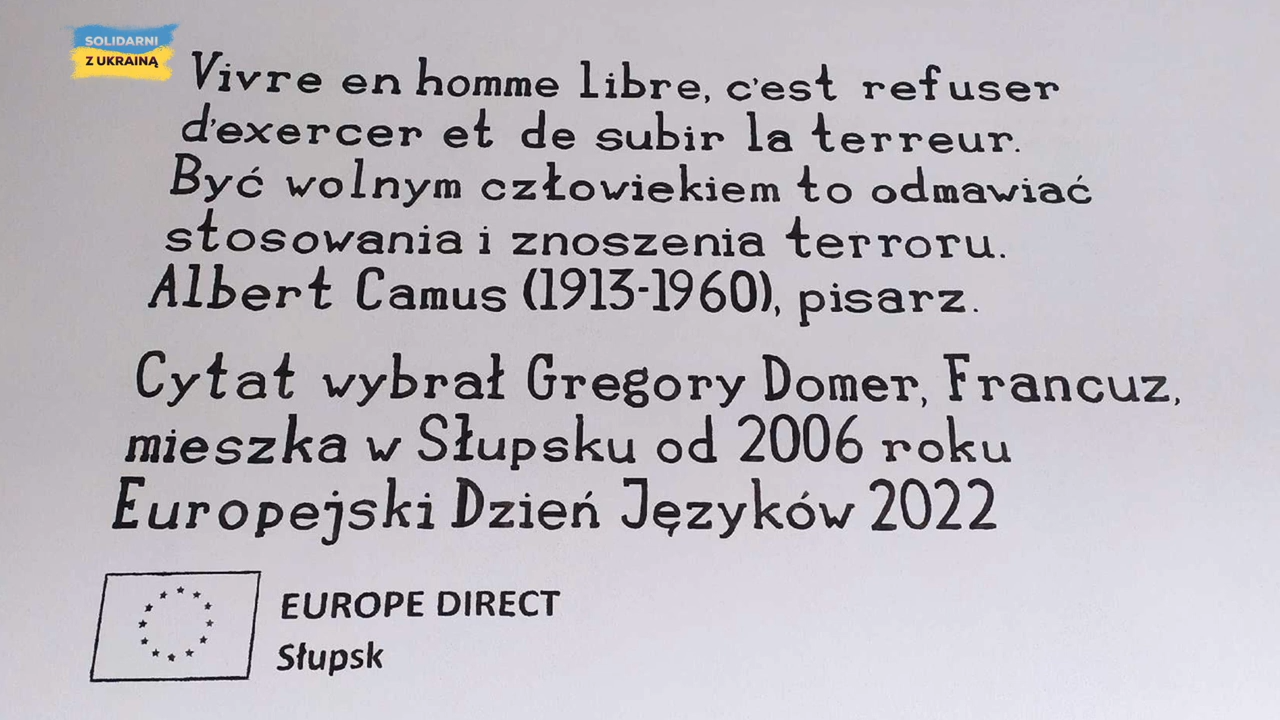 SOLIDARNI
Z UKRAINĄ
Vivre en homme libre, c'est refuser
d'exercer et de subir la terreur.
Być wolnym człowiekiem to odmawiać
stosowania i znoszenia terroru.
Albert Camus (1913-1960), pisarz.
Cytat wybrał Gregory Domer, Francuz,
mieszka w Słupsku od 2006 roku
Europejski Dzień Języków 2022
EUROPE DIRECT
Słupsk